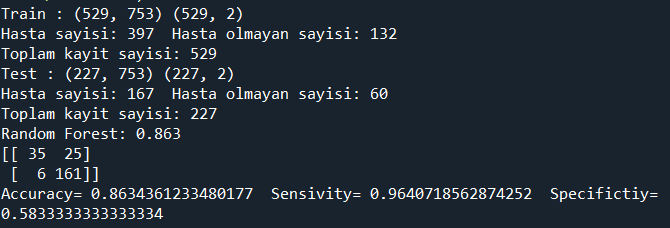 Train : (529, 753) (529, 2)
Hasta sayisi: 397  Hasta olmayan sayisi: 132
Toplam kayit sayisi: 529
Test : (227, 753) (227, 2)
Hasta sayisi: 167  Hasta olmayan sayisi: 60
Toplam kayit sayisi: 227
Random Forest: 0.863
[[ 35  25]
 [  6 161]]
Accuracy= 0.8634361233480177  Sensivity= 0.9640718562874252  Specifictiy=
0.5833333333333334